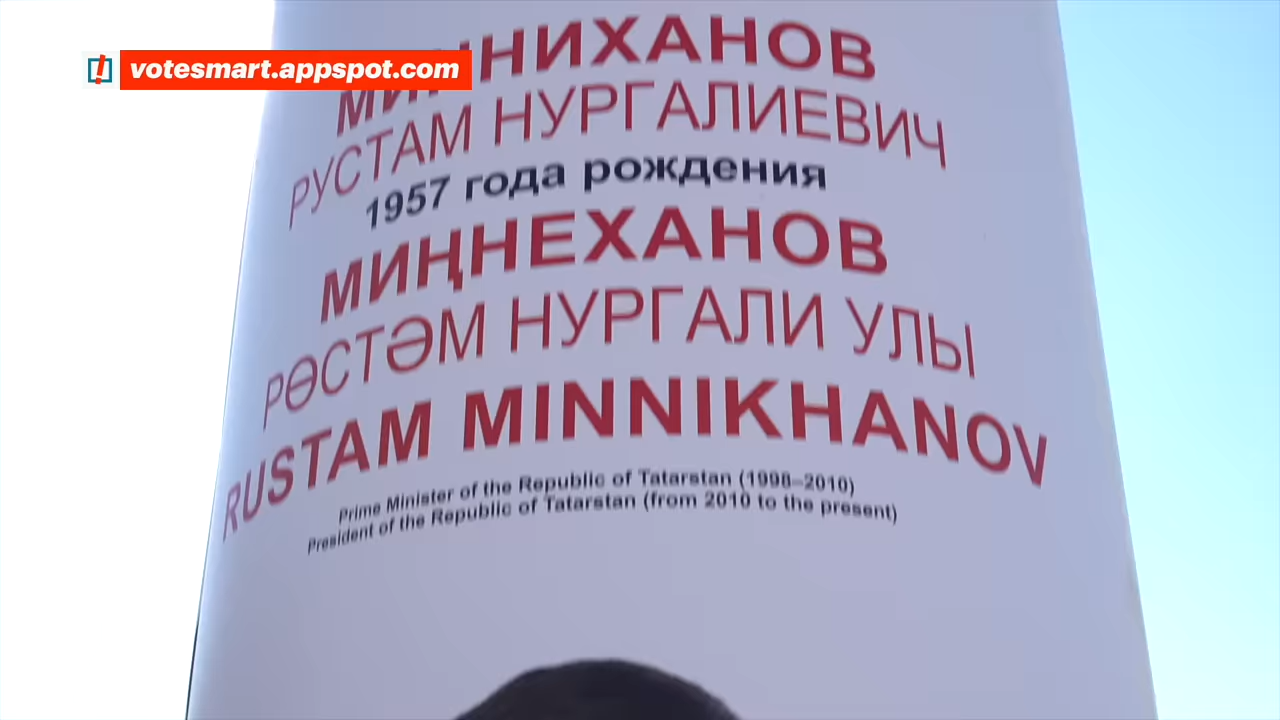 votesmart.appspot.com
МИННИХАНОВ
РУСТАМ НУРГАЛИЕВИЧ
1957 года рождения
МИҢНЕХАНОВ
РӨСТӘМ НУРГАЛИ УЛЫ
RUSTAM MINNIKHANOV
Prime Minister of the Republic of Tatarstan (1998–2010)
President of the Republic of Tatarstan (from 2010 to the present)